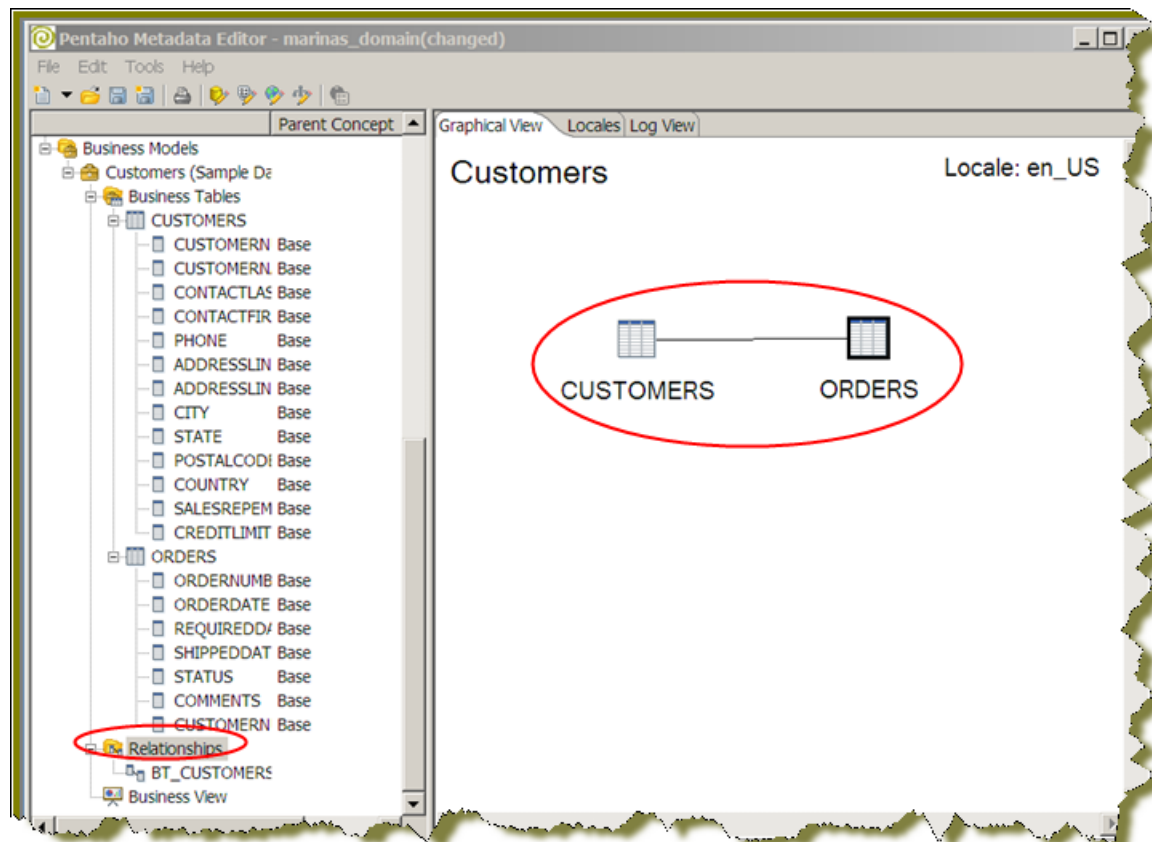 Pentaho Metadata Editor - marinas_domain(changed)
File Edit Tools Help
Parent Concept
Graphical View Locales Log View
Business Models
Customers (Sample Da
Business Tables
CUSTOMERS
CUSTOMERN Base
CUSTOMERN. Base
CONTACTLAS Base
CONTACTFIR Base
PHONE Base
ADDRESSLIN Base
ADDRESSLIN Base
CITY Base
STATE Base
POSTALCODE Base
COUNTRY Base
SALESREPEM Base
CREDITLIMIT Base
ORDERS
ORDERNUMB Base
ORDERDATE Base
REQUIREDDA Base
SHIPPEDDAT Base
STATUS Base
COMMENTS Base
CUSTOMERN Base
Relationships
BT_CUSTOMERS
Business View
Customers
Locale: en_US
CUSTOMERS
ORDERS